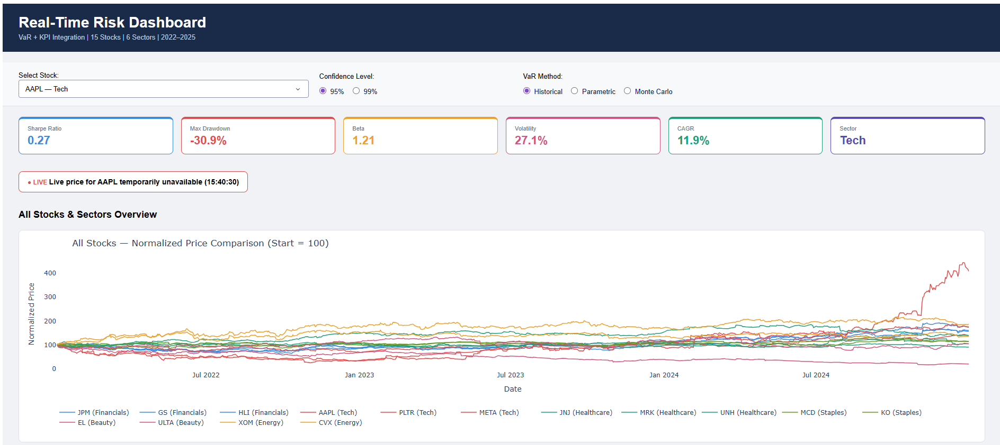 Real-Time Risk Dashboard
VaR + KPI Integration | 15 Stocks | 6 Sectors | 2022–2025
Select Stock:
AAPL — Tech
Confidence Level:
95% 99%
VaR Method:
Historical Parametric Monte Carlo
Sharpe Ratio
0.27
Max Drawdown
-30.9%
Beta
1.21
Volatility
27.1%
CAGR
11.9%
Sector
Tech
● LIVE Live price for AAPL temporarily unavailable (15:40:30)
All Stocks & Sectors Overview
All Stocks — Normalized Price Comparison (Start = 100)
Normalized Price
400
300
200
100
0
Jul 2022 Jan 2023 Jul 2023 Jan 2024 Jul 2024
Date
JPM (Financials) GS (Financials) HLI (Financials) AAPL (Tech) PLTR (Tech) META (Tech) JNJ (Healthcare) MRK (Healthcare) UNH (Healthcare) MCD (Staples) KO (Staples)
EL (Beauty) ULTA (Beauty) XOM (Energy) CVX (Energy)